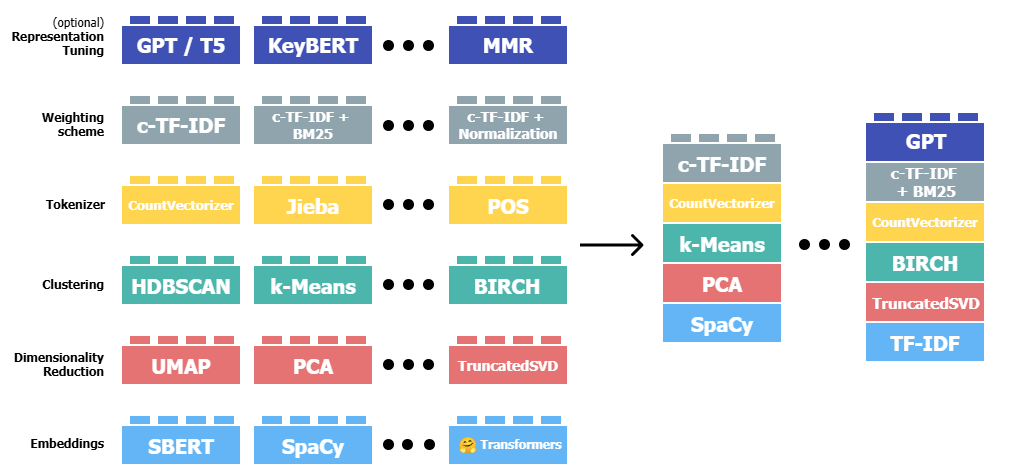 (optional)
Representation
Tuning
GPT / T5
KeyBERT
MMR
Weighting
scheme
c-TF-IDF
c-TF-IDF +
BM25
c-TF-IDF +
Normalization
Tokenizer
CountVectorizer
Jieba
POS
Clustering
HDBSCAN
k-Means
BIRCH
Dimensionality
Reduction
UMAP
PCA
TruncatedSVD
Embeddings
SBERT
SpaCy
🤗 Transformers
c-TF-IDF
CountVectorizer
k-Means
PCA
SpaCy
GPT
c-TF-IDF
+ BM25
CountVectorizer
BIRCH
TruncatedSVD
TF-IDF